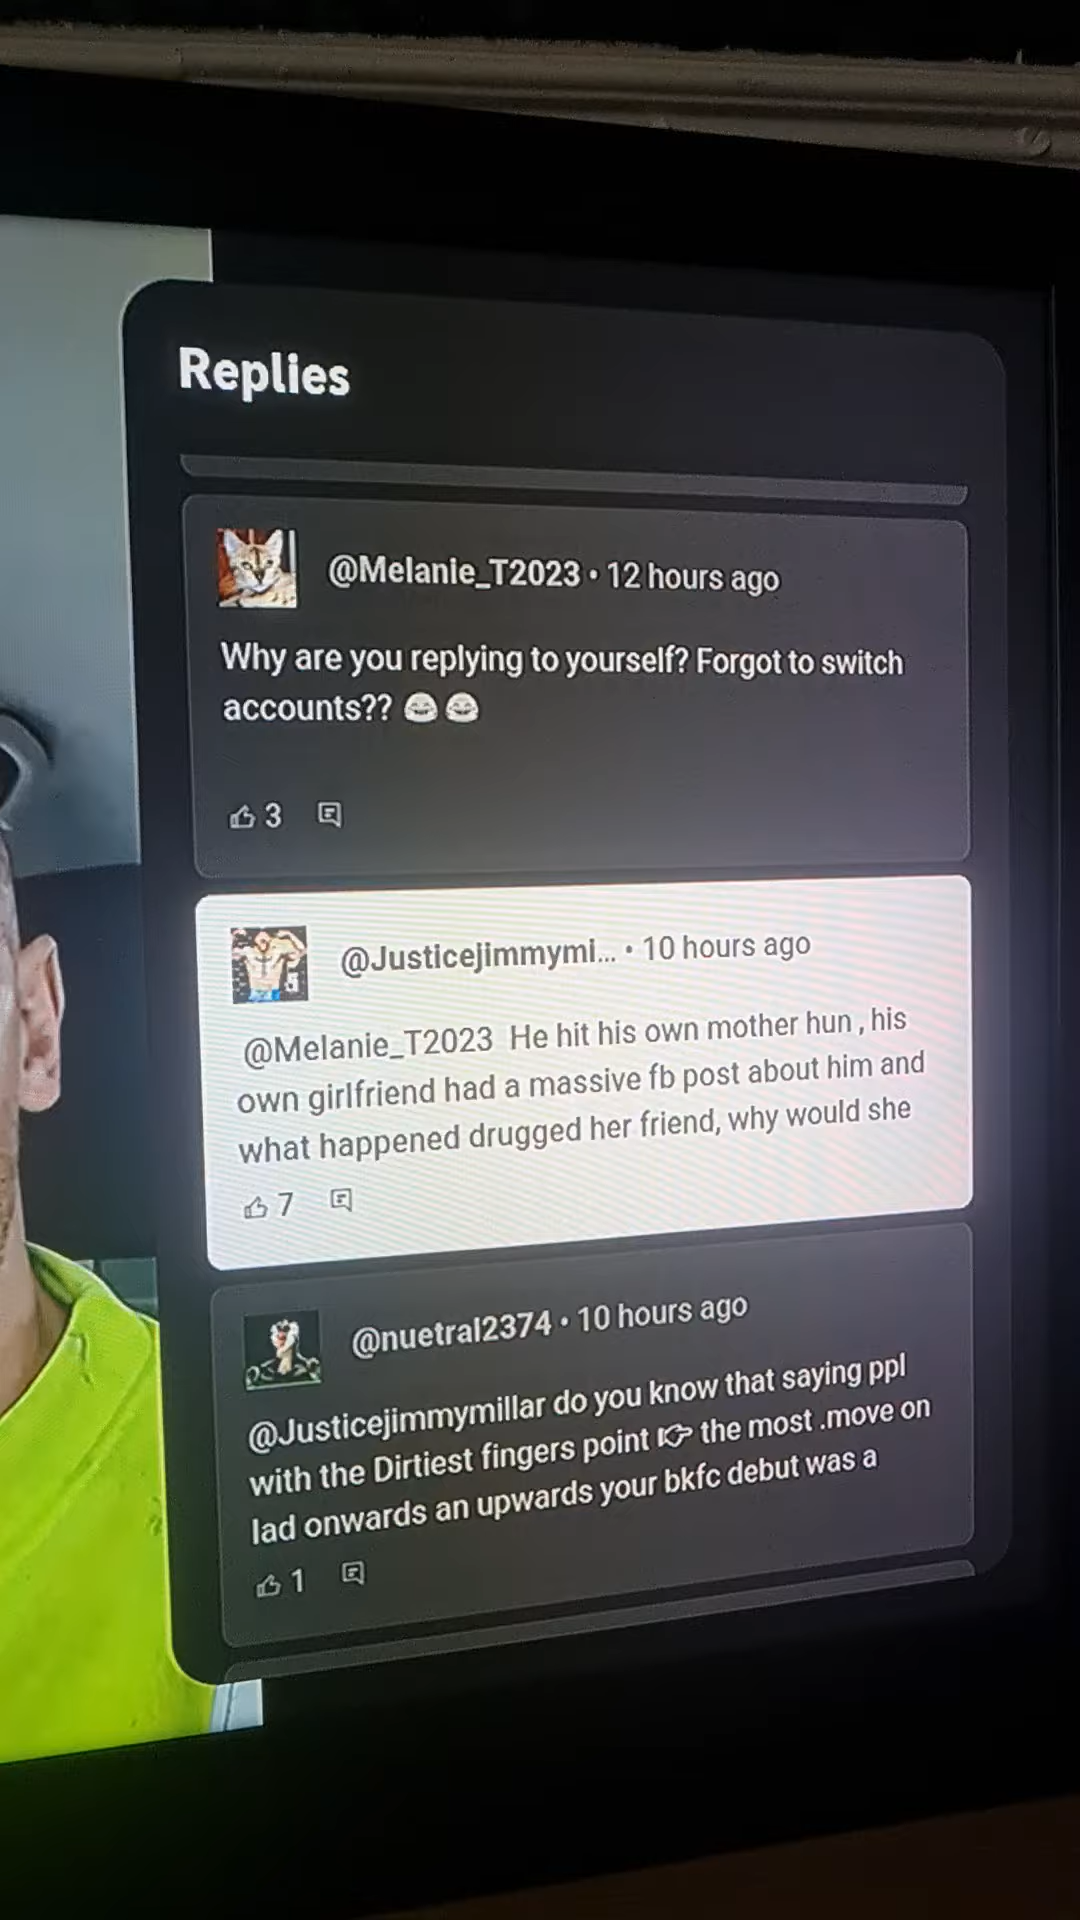 Replies
@Melanie_T2023 • 12 hours ago
Why are you replying to yourself? Forgot to switch
accounts?? 😂😂
3
@Justicejimmymi... • 10 hours ago
@Melanie_T2023 He hit his own mother hun , his
own girlfriend had a massive fb post about him and
what happened drugged her friend, why would she
7
@nuetral2374 • 10 hours ago
@Justicejimmymillar do you know that saying ppl
with the Dirtiest fingers point 👉 the most .move on
lad onwards an upwards your bkfc debut was a
1